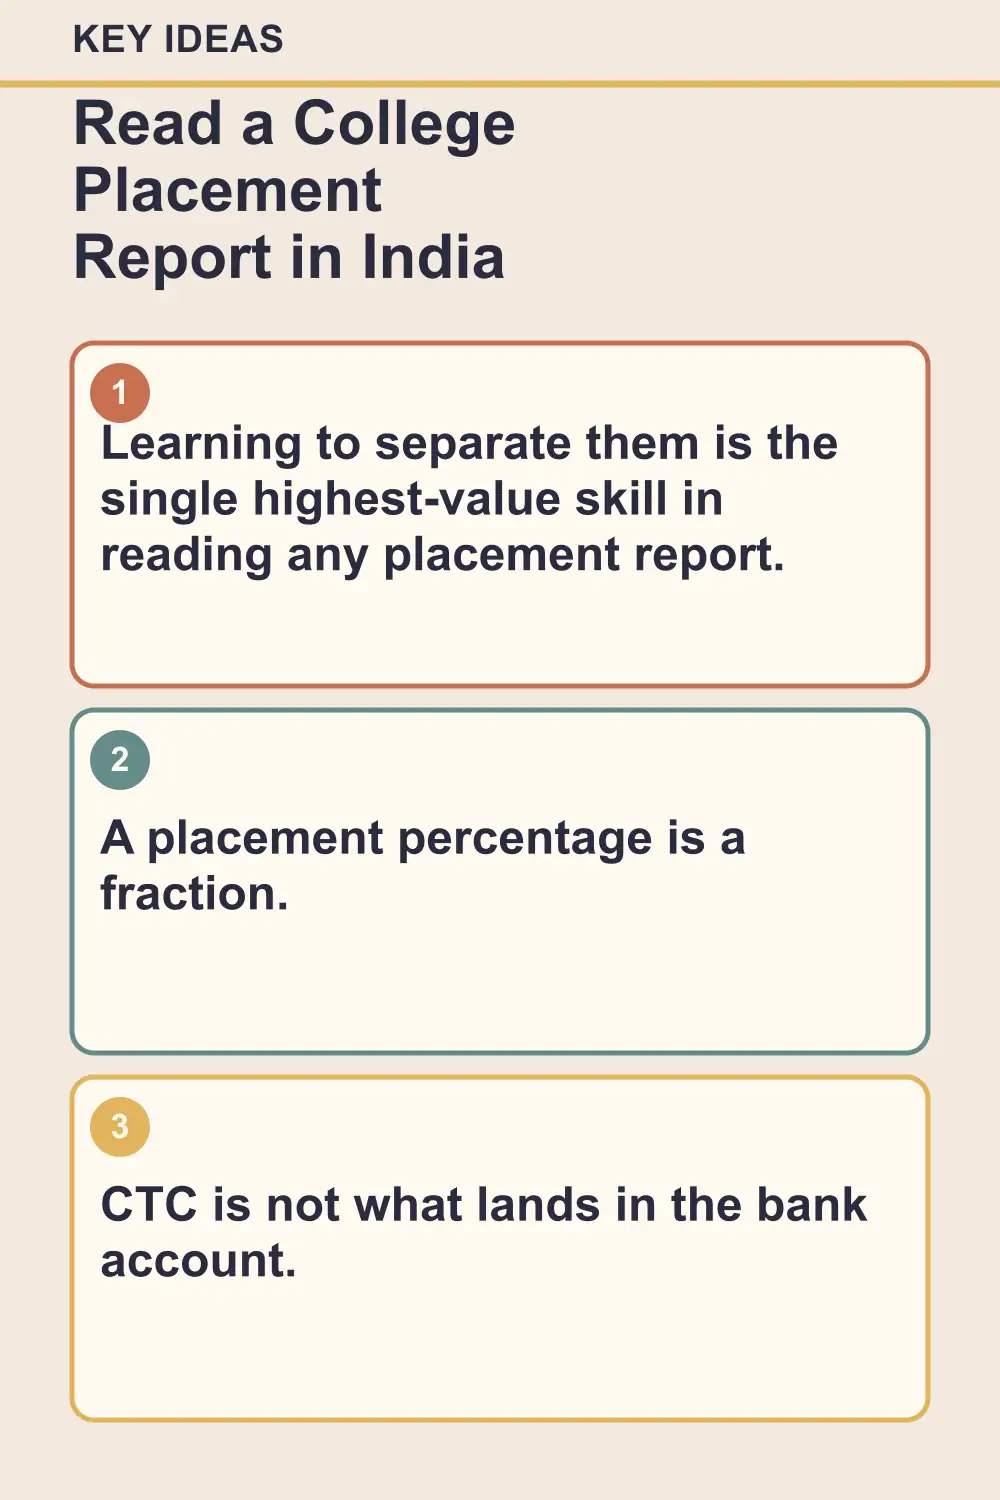 KEY IDEAS
Read a College
Placement
Report in India
1
Learning to separate them is the
single highest-value skill in
reading any placement report.
2
A placement percentage is a
fraction.
3
CTC is not what lands in the bank
account.